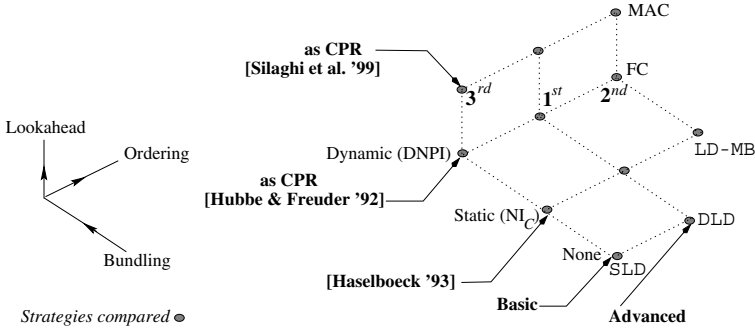 MAC
as CPR
[Silaghi et al. '99]
FC
3rd
1st
2nd
Lookahead
Ordering
Dynamic (DNPI)
LD-MB
as CPR
[Hubbe & Freuder '92]
Static (NIC)
DLD
Bundling
None
SLD
[Haselboeck '93]
Basic
Advanced
Strategies compared